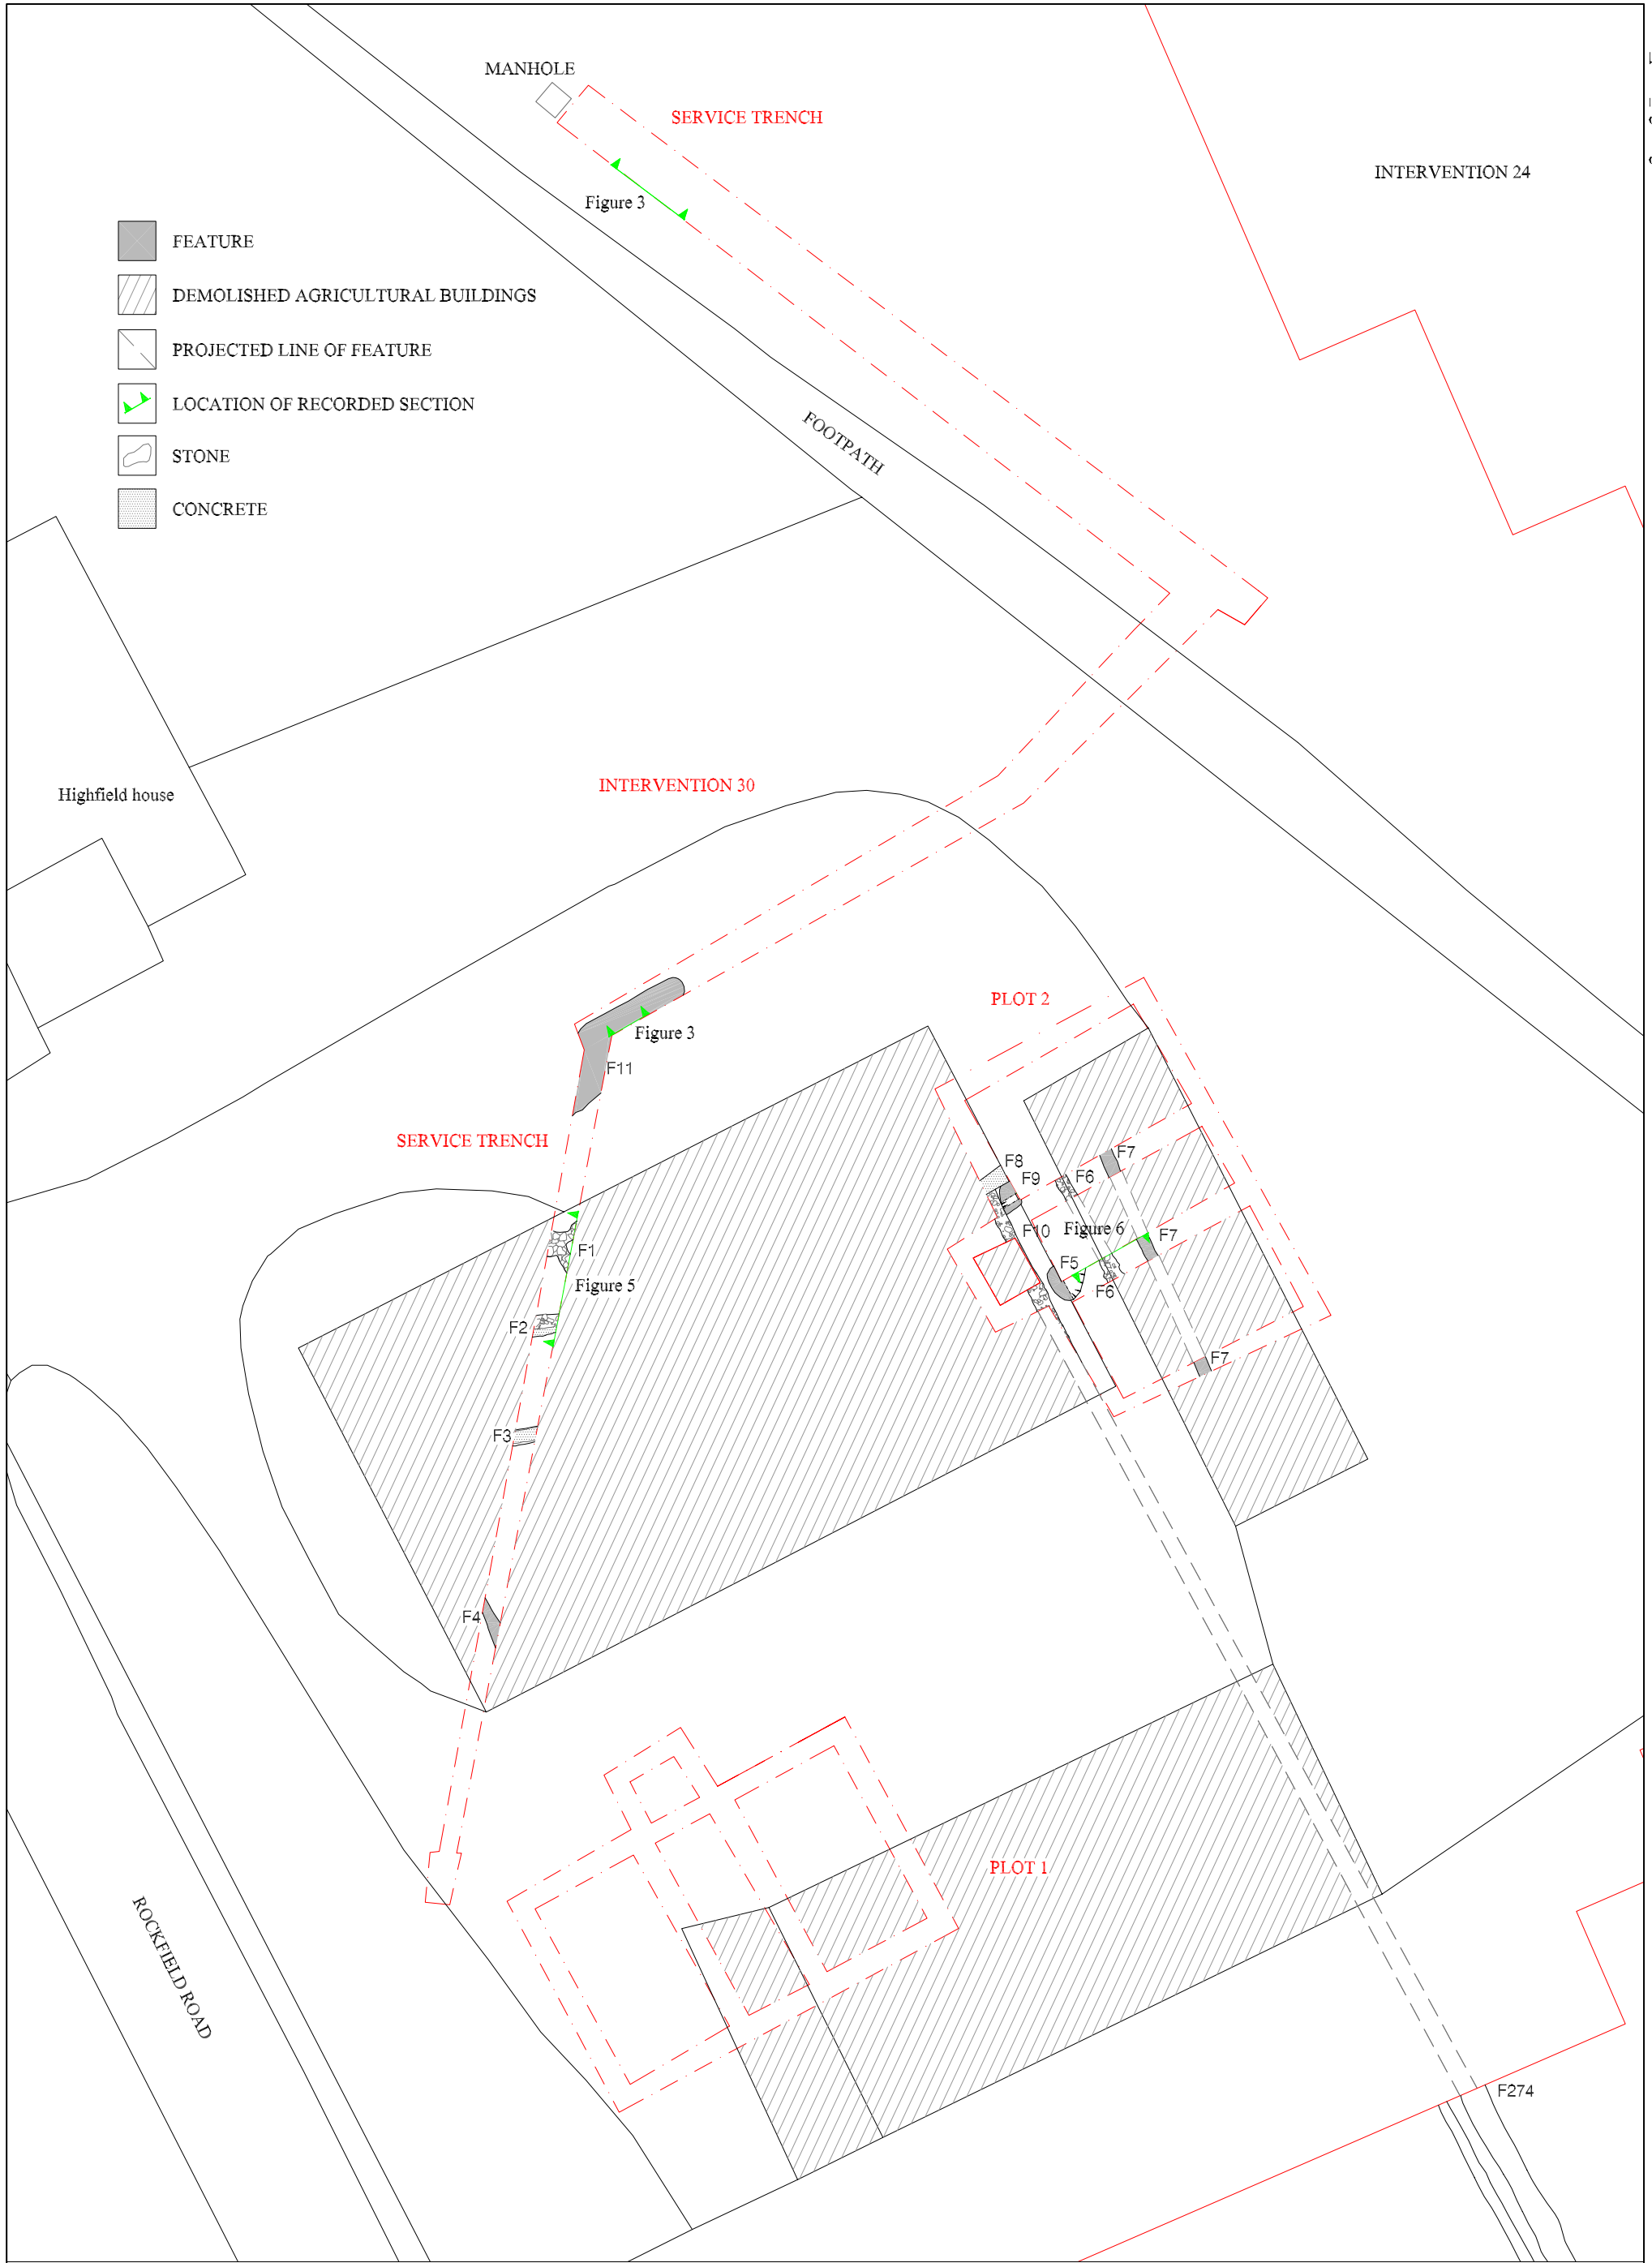 MANHOLE
SERVICE TRENCH
INTERVENTION 24
Figure 3
FEATURE
DEMOLISHED AGRICULTURAL BUILDINGS
PROJECTED LINE OF FEATURE
LOCATION OF RECORDED SECTION
STONE
CONCRETE
FOOTPATH
Highfield house
INTERVENTION 30
PLOT 2
Figure 3
F11
SERVICE TRENCH
F8
F7
F9
F6
F10
Figure 6
F7
F1
F5
Figure 5
F6
F2
F7
F3
F4
PLOT 1
ROCKFIELD ROAD
F274